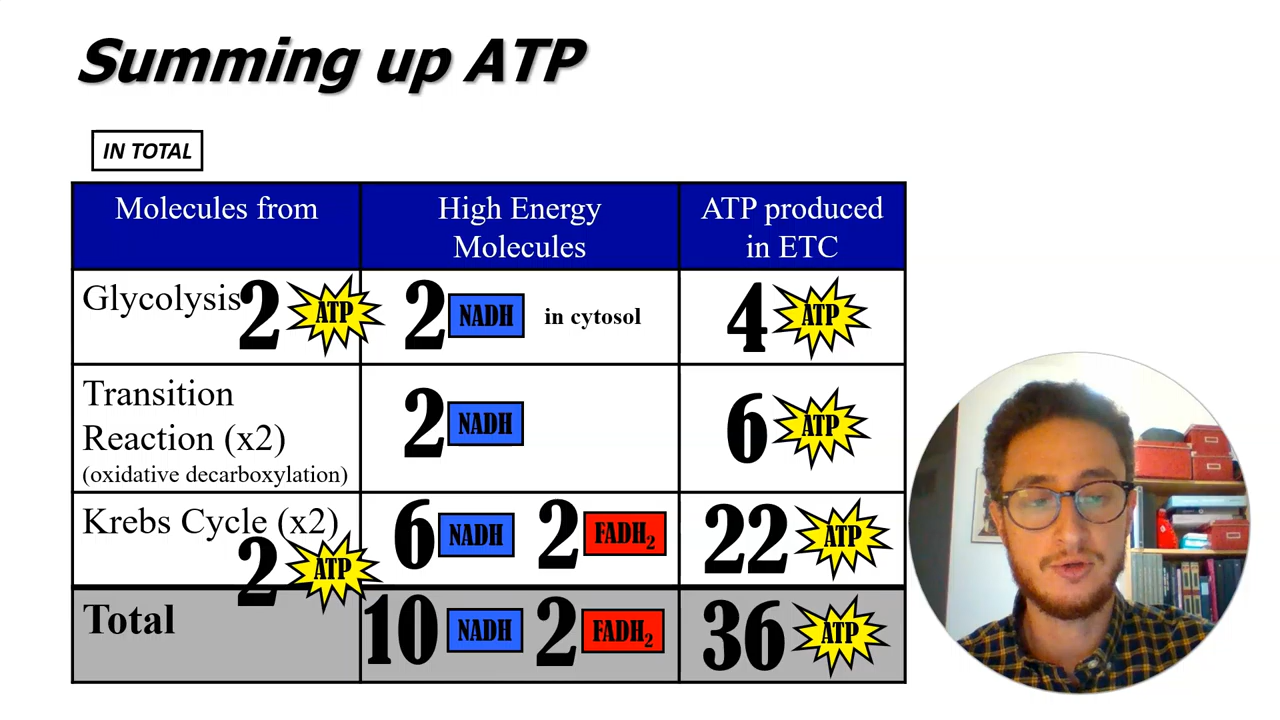 Summing up ATP
IN TOTAL
Molecules from
High Energy
Molecules
ATP produced
in ETC
Glycolysis 2 ATP
2 NADH in cytosol
4 ATP
Transition
Reaction (x2)
(oxidative decarboxylation)
2 NADH
6 ATP
Krebs Cycle (x2)
2 ATP
6 NADH 2 FADH₂
22 ATP
Total
10 NADH 2 FADH₂
36 ATP